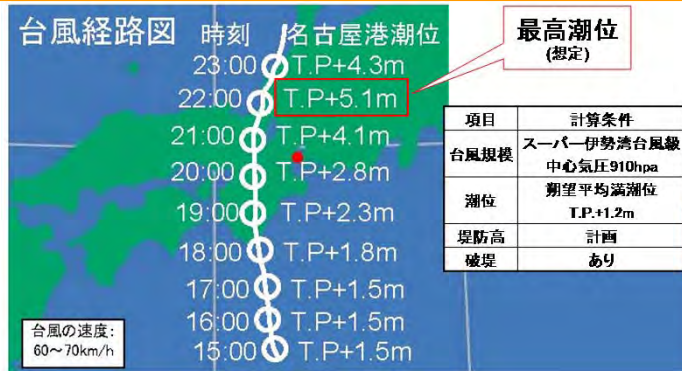 台風経路図 時刻 名古屋港潮位
23:00 T.P+4.3m
22:00 T.P+5.1m
21:00 T.P+4.1m
20:00 T.P+2.8m
19:00 T.P+2.3m
18:00 T.P+1.8m
17:00 T.P+1.5m
16:00 T.P+1.5m
15:00 T.P+1.5m
台風の速度:
60～70km/h
最高潮位
(想定)
項目 計算条件
台風規模 スーパー伊勢湾台風級
中心気圧910hpa
潮位 朔望平均満潮位
T.P.+1.2m
堤防高 計画
破堤 あり